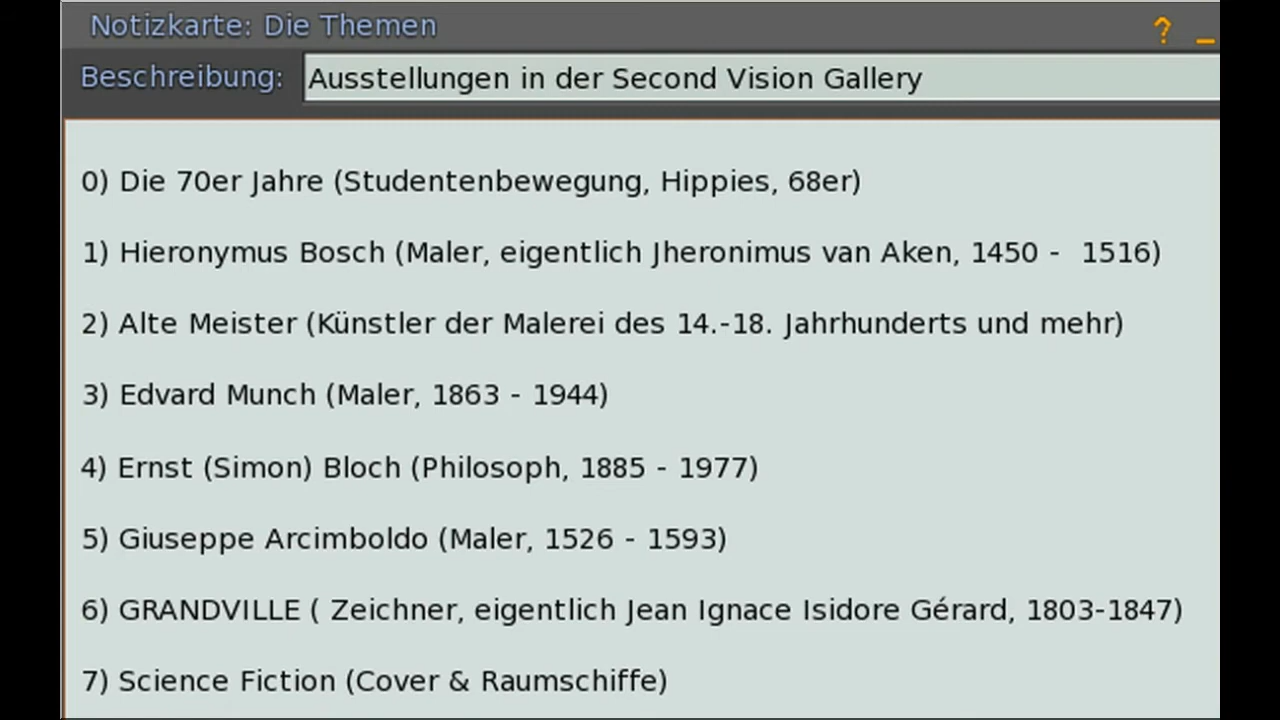 Notizkarte: Die Themen
?
Beschreibung: Ausstellungen in der Second Vision Gallery
0) Die 70er Jahre (Studentenbewegung, Hippies, 68er)
1) Hieronymus Bosch (Maler, eigentlich Jheronimus van Aken, 1450 -  1516)
2) Alte Meister (Künstler der Malerei des 14.-18. Jahrhunderts und mehr)
3) Edvard Munch (Maler, 1863 - 1944)
4) Ernst (Simon) Bloch (Philosoph, 1885 - 1977)
5) Giuseppe Arcimboldo (Maler, 1526 - 1593)
6) GRANDVILLE ( Zeichner, eigentlich Jean Ignace Isidore Gérard, 1803-1847)
7) Science Fiction (Cover & Raumschiffe)